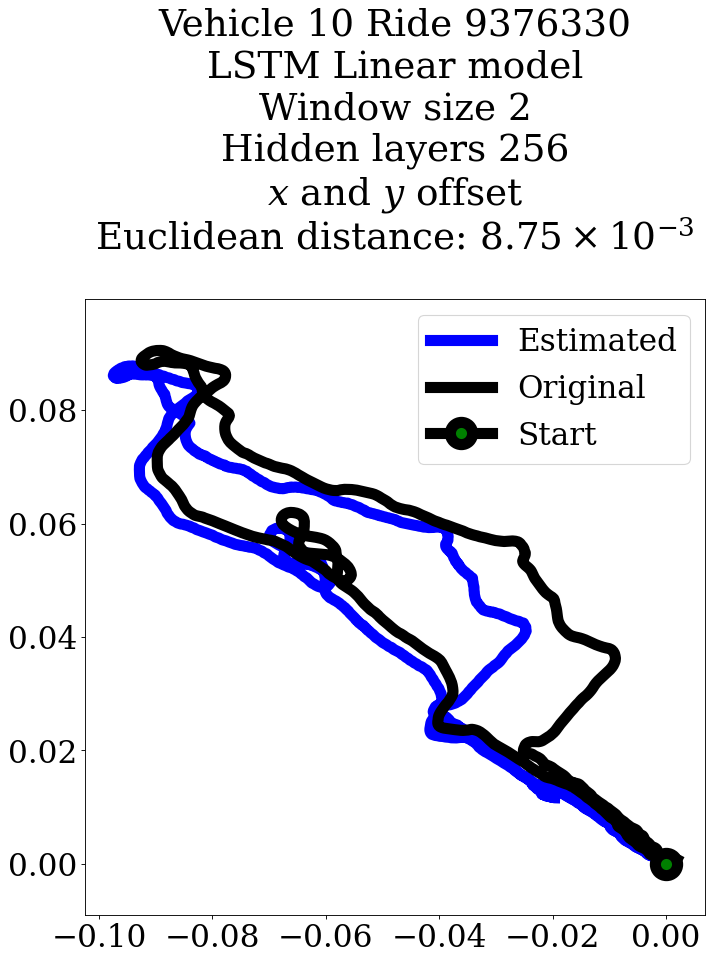 Vehicle 10 Ride 9376330
LSTM Linear model
Window size 2
Hidden layers 256
x and y offset
Euclidean distance: 8.75 × 10⁻³
Estimated
Original
Start
0.08
0.06
0.04
0.02
0.00
−0.10 −0.08 −0.06 −0.04 −0.02 0.00